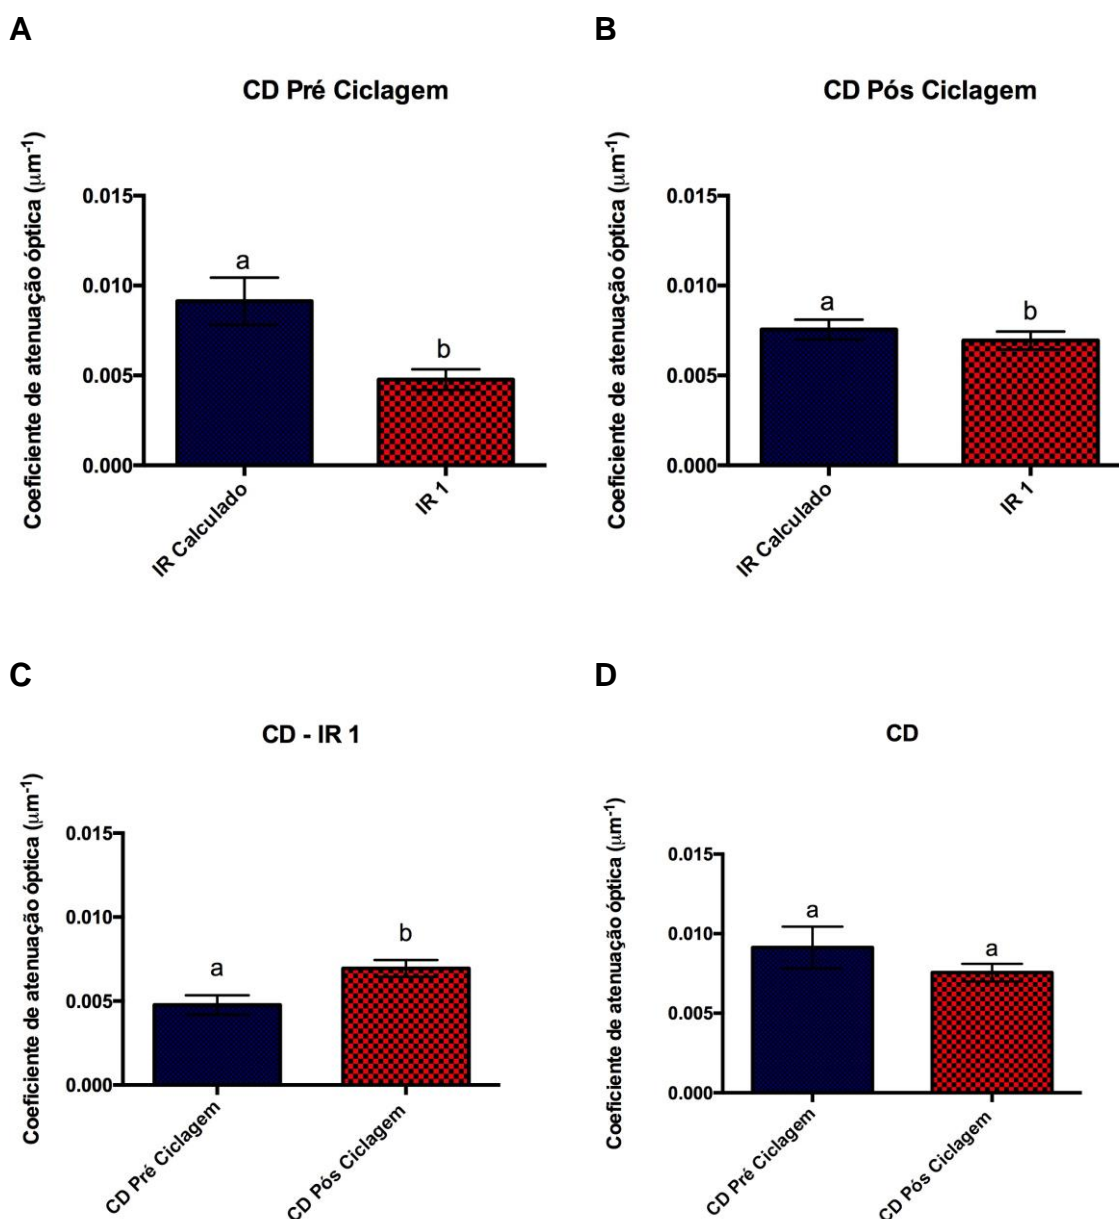 A
CD Pré Ciclagem
Coeficiente de atenuação óptica (µm⁻¹)
0.015
0.010
0.005
0.000
a
b
IR Calculado
IR 1
B
CD Pós Ciclagem
Coeficiente de atenuação óptica (µm⁻¹)
0.015
0.010
0.005
0.000
a
b
IR Calculado
IR 1
C
CD - IR 1
Coeficiente de atenuação óptica (µm⁻¹)
0.015
0.010
0.005
0.000
a
b
CD Pré Ciclagem
CD Pós Ciclagem
D
CD
Coeficiente de atenuação óptica (µm⁻¹)
0.015
0.010
0.005
0.000
a
a
CD Pré Ciclagem
CD Pós Ciclagem